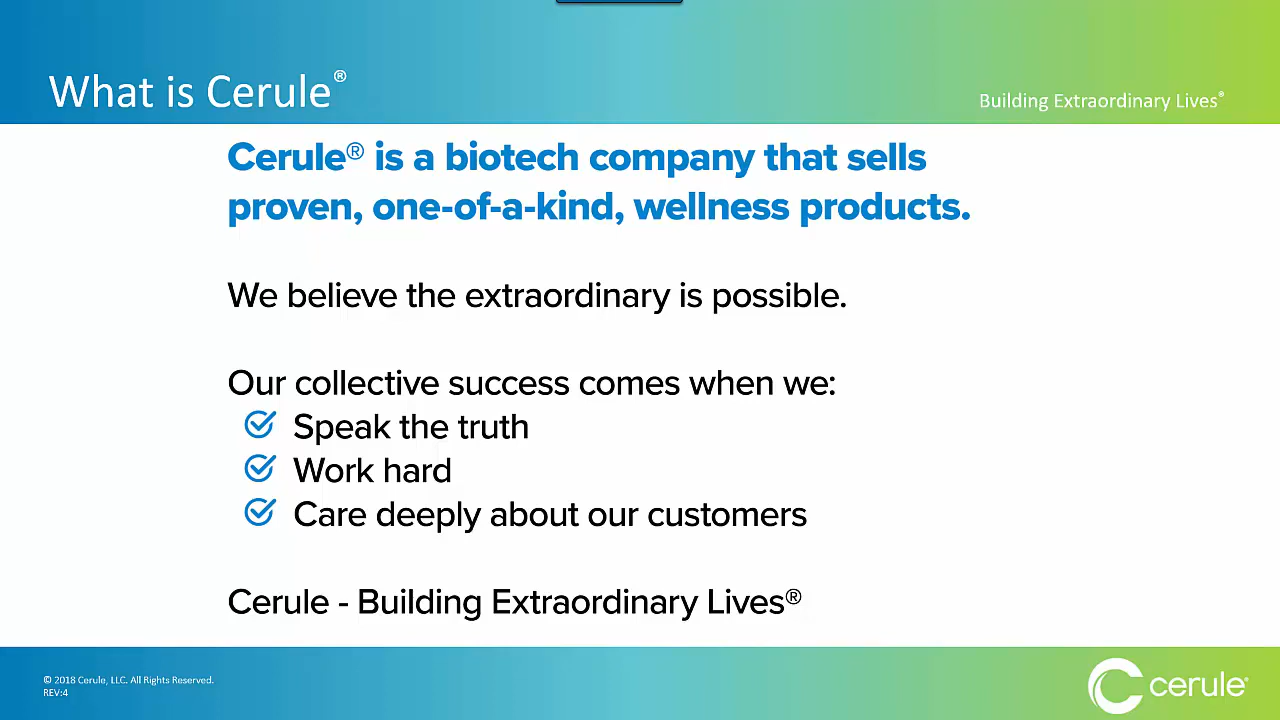 What is Cerule®
Building Extraordinary Lives®
Cerule® is a biotech company that sells
proven, one-of-a-kind, wellness products.
We believe the extraordinary is possible.
Our collective success comes when we:
Speak the truth
Work hard
Care deeply about our customers
Cerule - Building Extraordinary Lives®
© 2018 Cerule, LLC. All Rights Reserved.
REV:4
cerule®